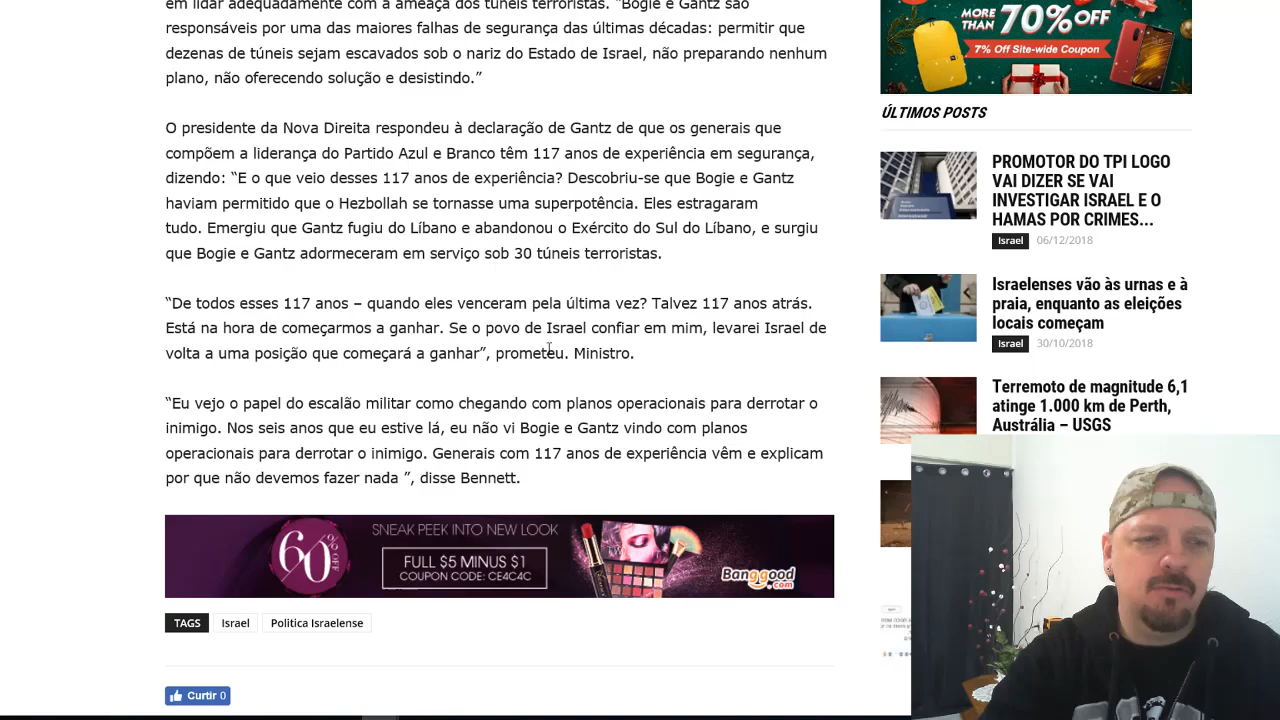 em lidar adequadamente com a ameaça dos túneis terroristas. “Bogie e Gantz são
responsáveis por uma das maiores falhas de segurança das últimas décadas: permitir que
dezenas de túneis sejam escavados sob o nariz do Estado de Israel, não preparando nenhum
plano, não oferecendo solução e desistindo.”
O presidente da Nova Direita respondeu à declaração de Gantz de que os generais que
compõem a liderança do Partido Azul e Branco têm 117 anos de experiência em segurança,
dizendo: “E o que veio desses 117 anos de experiência? Descobriu-se que Bogie e Gantz
haviam permitido que o Hezbollah se tornasse uma superpotência. Eles estragaram
tudo. Emergiu que Gantz fugiu do Líbano e abandonou o Exército do Sul do Líbano, e surgiu
que Bogie e Gantz adormeceram em serviço sob 30 túneis terroristas.
“De todos esses 117 anos – quando eles venceram pela última vez? Talvez 117 anos atrás.
Está na hora de começarmos a ganhar. Se o povo de Israel confiar em mim, levarei Israel de
volta a uma posição que começará a ganhar”, prometeu. Ministro.
“Eu vejo o papel do escalão militar como chegando com planos operacionais para derrotar o
inimigo. Nos seis anos que eu estive lá, eu não vi Bogie e Gantz vindo com planos
operacionais para derrotar o inimigo. Generais com 117 anos de experiência vêm e explicam
por que não devemos fazer nada ”, disse Bennett.
60% OFF
SNEAK PEEK INTO NEW LOOK
FULL $5 MINUS $1
COUPON CODE: CE4C4C
Banggood
.com
TAGS
Israel
Politica Israelense
Curtir 0
MORE
THAN
70% OFF
7% Off Site-wide Coupon
ÚLTIMOS POSTS
PROMOTOR DO TPI LOGO
VAI DIZER SE VAI
INVESTIGAR ISRAEL E O
HAMAS POR CRIMES...
Israel 06/12/2018
Israelenses vão às urnas e à
praia, enquanto as eleições
locais começam
Israel 30/10/2018
Terremoto de magnitude 6,1
atinge 1.000 km de Perth,
Austrália – USGS